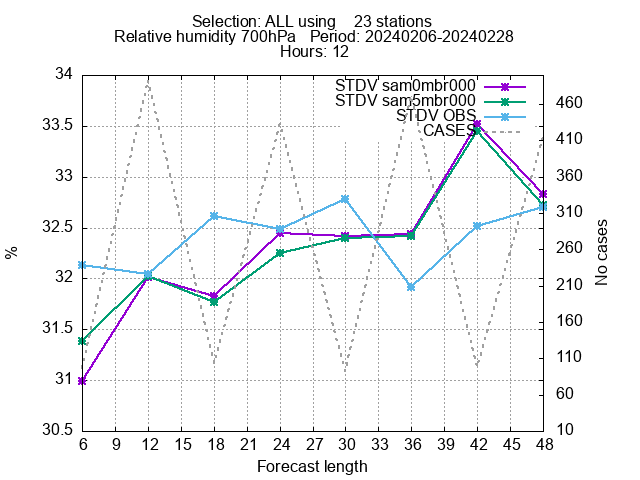 Selection: ALL using 23 stations
Relative humidity 700hPa Period: 20240206-20240228
Hours: 12
STDV sam0mbr000
STDV sam5mbr000
STDV OBS
CASES
34
33.5
33
32.5
32
31.5
31
30.5
%
460
410
360
310
260
210
160
110
60
10
No cases
6 9 12 15 18 21 24 27 30 33 36 39 42 45 48
Forecast length